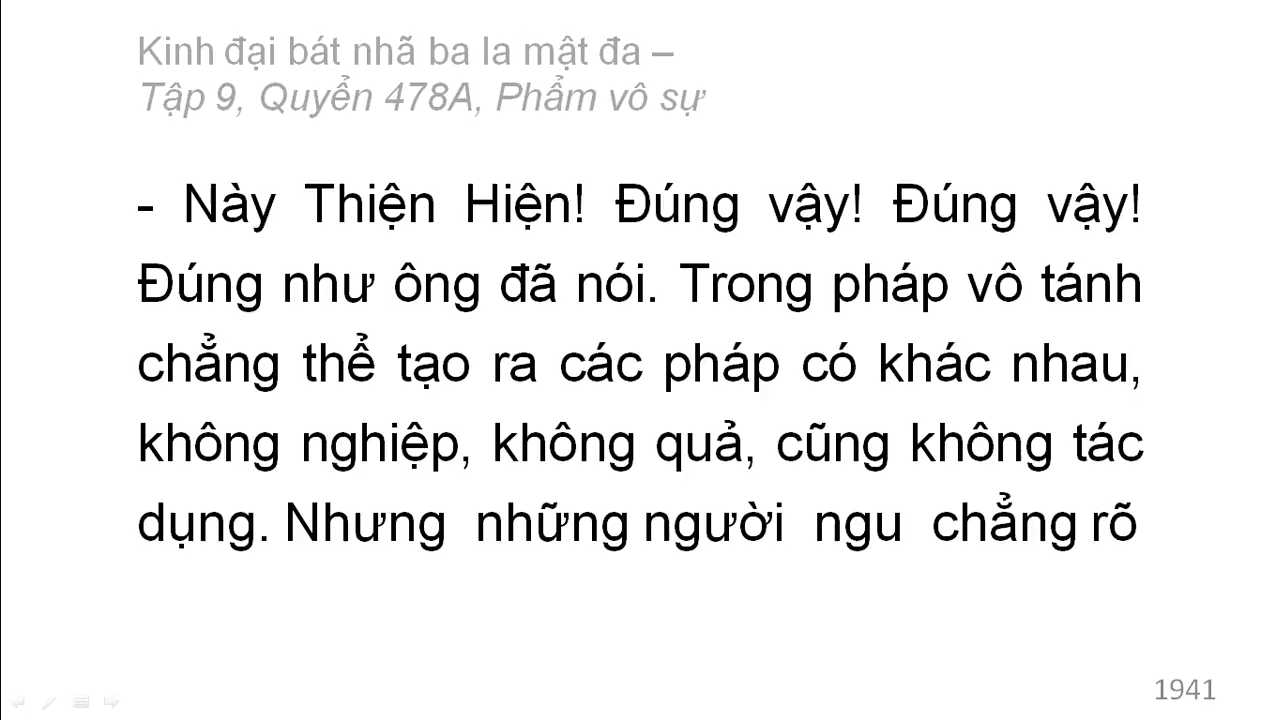 Kinh đại bát nhã ba la mật đa –
Tập 9, Quyển 478A, Phẩm vô sự
- Này Thiện Hiện! Đúng vậy! Đúng vậy!
Đúng như ông đã nói. Trong pháp vô tánh
chẳng thể tạo ra các pháp có khác nhau,
không nghiệp, không quả, cũng không tác
dụng. Nhưng những người ngu chẳng rõ
1941